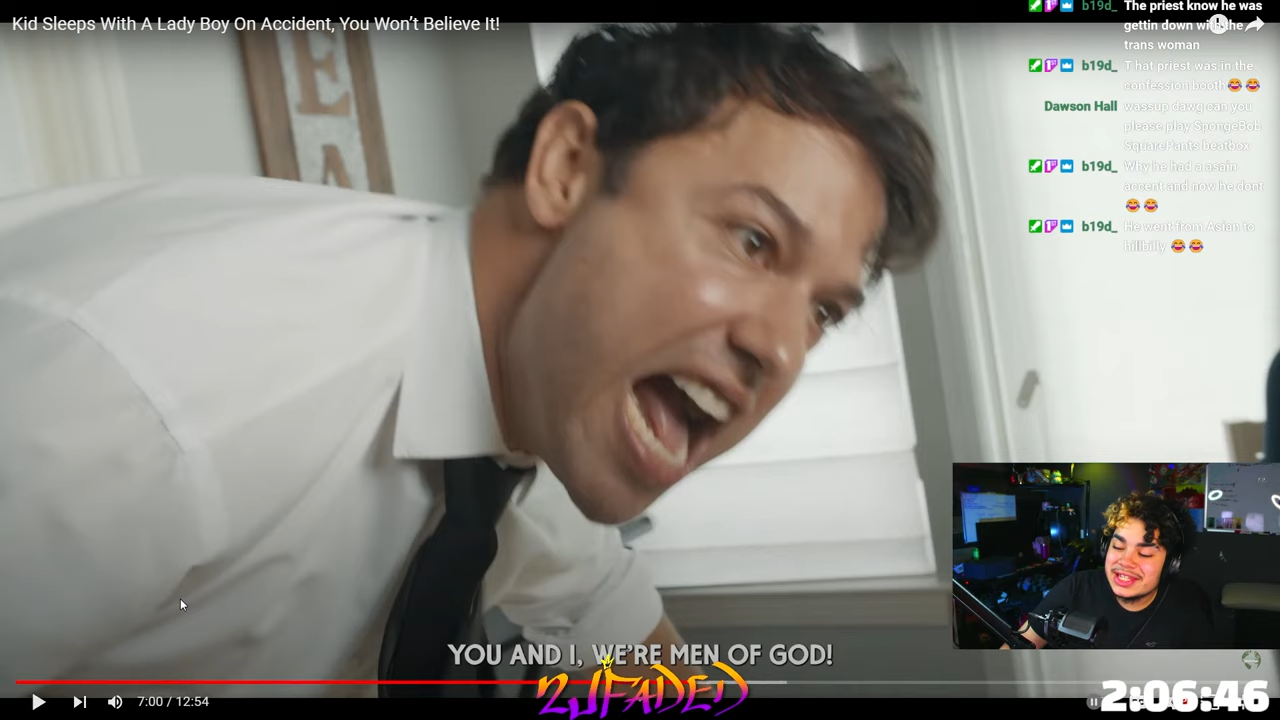 Kid Sleeps With A Lady Boy On Accident, You Won't Believe It!
b19d_ The priest know he was
gettin down with the
trans woman
b19d_ T hat priest was in the
confession booth 😂 😂
Dawson Hall wassup dawg can you
please play SpongeBob
SquarePants beatbox
b19d_ Why he had a asain
accent and now he dont
😂 😂
b19d_ He went from Asian to
hillbilly 😂 😂
E
A
YOU AND I, WE'RE MEN OF GOD!
2JFADED
7:00 / 12:54
2:06:46